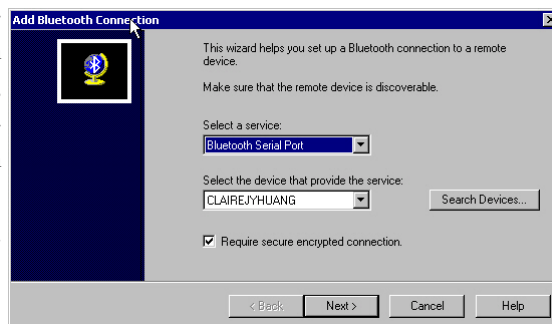 Add Bluetooth Connection
This wizard helps you set up a Bluetooth connection to a remote
device.
Make sure that the remote device is discoverable.
Select a service:
Bluetooth Serial Port
Select the device that provide the service:
CLAIREJYHUANG
Search Devices...
Require secure encrypted connection.
< Back
Next >
Cancel
Help